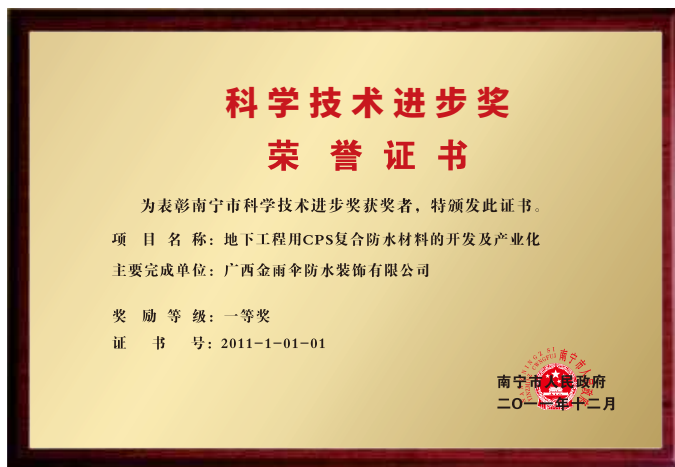 科学技术进步奖
荣誉证书
为表彰南宁市科学技术进步奖获奖者，特颁发此证书。
项目名称：地下工程用CPS复合防水材料的开发及产业化
主要完成单位：广西金雨伞防水装饰有限公司
奖励等级：一等奖
证书号：2011-1-01-01
南宁市人民政府
二〇一一年十二月